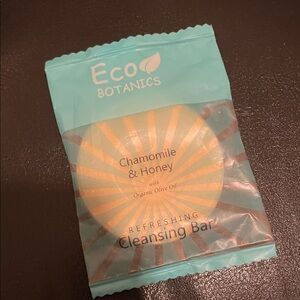 Eco
BOTANICS
Chamomile
& Honey
with
Organic Olive Oil
REFRESHING
Cleansing Bar